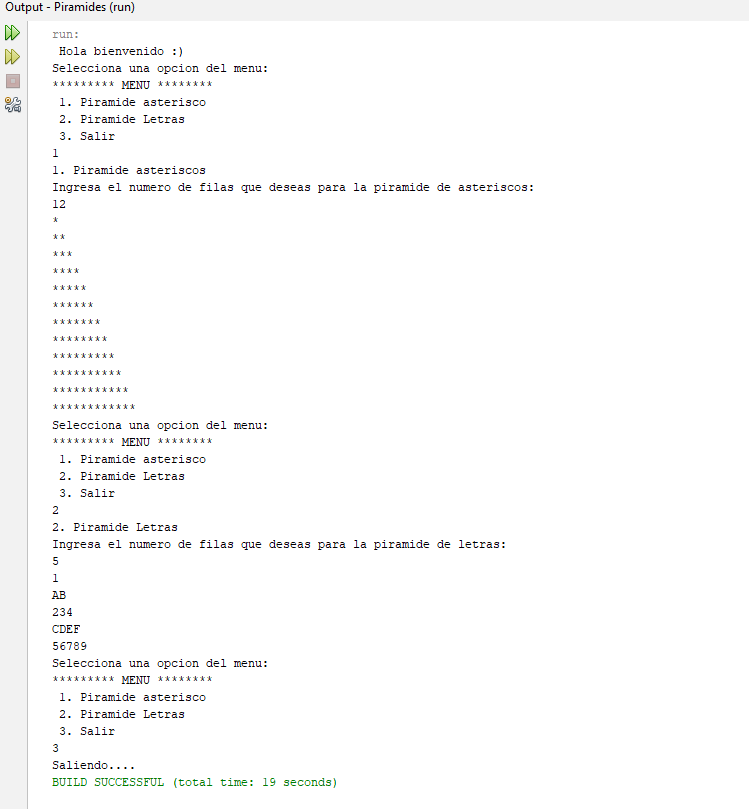 Output - Piramides (run)
run:
 Hola bienvenido :)
Selecciona una opcion del menu:
********* MENU ********
 1. Piramide asterisco
 2. Piramide Letras
 3. Salir
1
1. Piramide asteriscos
Ingresa el numero de filas que deseas para la piramide de asteriscos:
12
*
**
***
****
*****
******
*******
********
*********
**********
***********
************
Selecciona una opcion del menu:
********* MENU ********
 1. Piramide asterisco
 2. Piramide Letras
 3. Salir
2
2. Piramide Letras
Ingresa el numero de filas que deseas para la piramide de letras:
5
1
AB
234
CDEF
56789
Selecciona una opcion del menu:
********* MENU ********
 1. Piramide asterisco
 2. Piramide Letras
 3. Salir
3
Saliendo....
BUILD SUCCESSFUL (total time: 19 seconds)